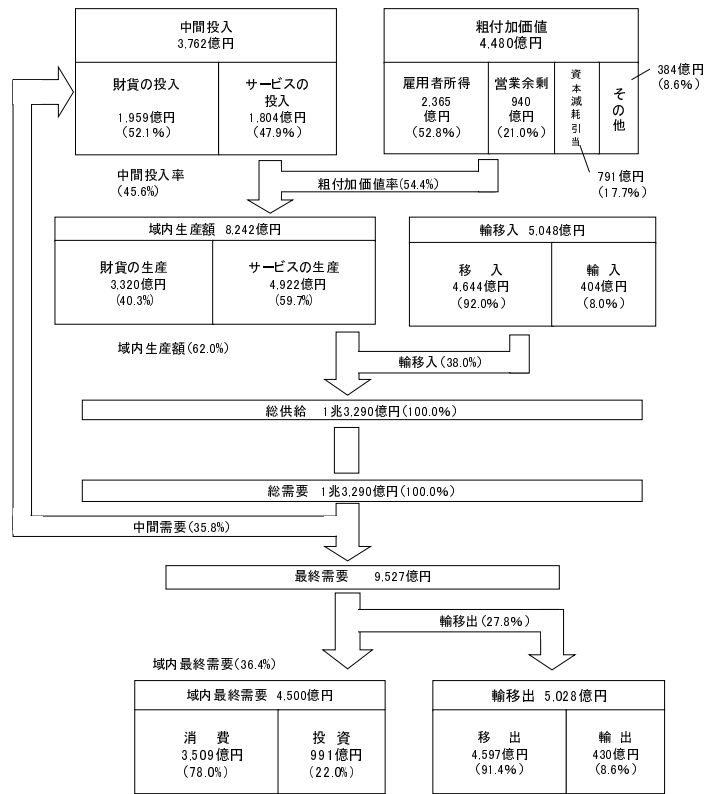 中間投入
3,762億円
粗付加価値
4,480億円
財貨の投入
1,959億円
(52.1%)
サービスの
投入
1,804億円
(47.9%)
雇用者所得
2,365
億円
(52.8%)
営業余剰
940
億円
(21.0%)
資本減耗引当
その他
384億円
(8.6%)
791億円
(17.7%)
中間投入率
(45.6%)
粗付加価値率(54.4%)
域内生産額 8,242億円
輸移入 5,048億円
財貨の生産
3,320億円
(40.3%)
サービスの生産
4,922億円
(59.7%)
移 入
4,644億円
(92.0%)
輸 入
404億円
(8.0%)
域内生産額(62.0%)
輸移入(38.0%)
総供給 1兆3,290億円(100.0%)
総需要 1兆3,290億円(100.0%)
中間需要(35.8%)
最終需要 9,527億円
輸移出(27.8%)
域内最終需要(36.4%)
域内最終需要 4,500億円
輸移出 5,028億円
消 費
3,509億円
(78.0%)
投 資
991億円
(22.0%)
移 出
4,597億円
(91.4%)
輸 出
430億円
(8.6%)